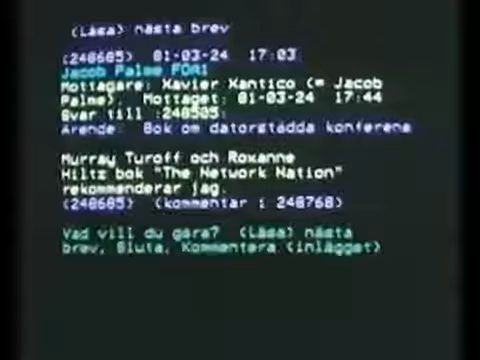 (Läsa) nästa brev
(248685) 81-03-24 17:03
Jacob Palme FOA1
Mottagare: Xavier Xantico (= Jacob
Palme). Mottaget: 81-03-24 17:44
Svar till :248505:
Ärende: Bok om datorstödda konferens
Murray Turoff och Roxanne
Hiltz bok "The Network Nation"
rekommenderar jag.
(248685) (kommentar i 248768)
Vad vill du göra? (Läsa) nästa
brev, Sluta, Kommentera (inlägget)